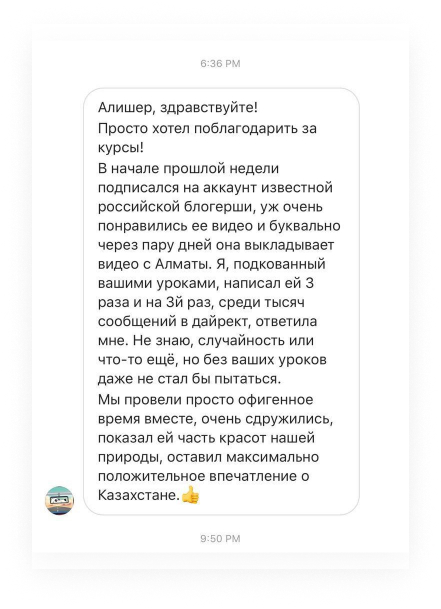 6:36 PM
Алишер, здравствуйте!
Просто хотел поблагодарить за
курсы!
В начале прошлой недели
подписался на аккаунт известной
российской блогерши, уж очень
понравились ее видео и буквально
через пару дней она выкладывает
видео с Алматы. Я, подкованный
вашими уроками, написал ей 3
раза и на 3й раз, среди тысяч
сообщений в дайрект, ответила
мне. Не знаю, случайность или
что-то ещё, но без ваших уроков
даже не стал бы пытаться.
Мы провели просто офигенное
время вместе, очень сдружились,
показал ей часть красот нашей
природы, оставил максимально
положительное впечатление о
Казахстане.👍
9:50 PM